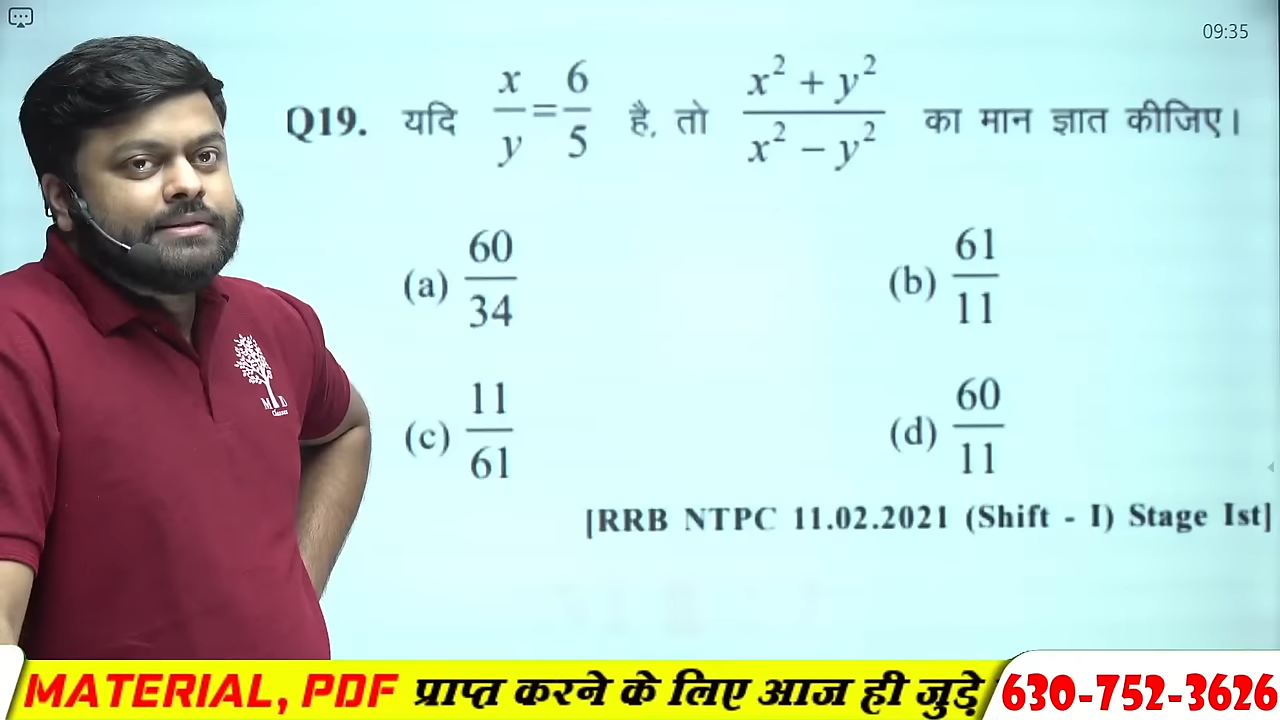 09:35
Q19. यदि x/y = 6/5 है, तो (x² + y²)/(x² − y²) का मान ज्ञात कीजिए।
(a) 60/34
(b) 61/11
(c) 11/61
(d) 60/11
[RRB NTPC 11.02.2021 (Shift - I) Stage Ist]
M D
Classes
MATERIAL, PDF प्राप्त करने के लिए आज ही जुड़े 630-752-3626